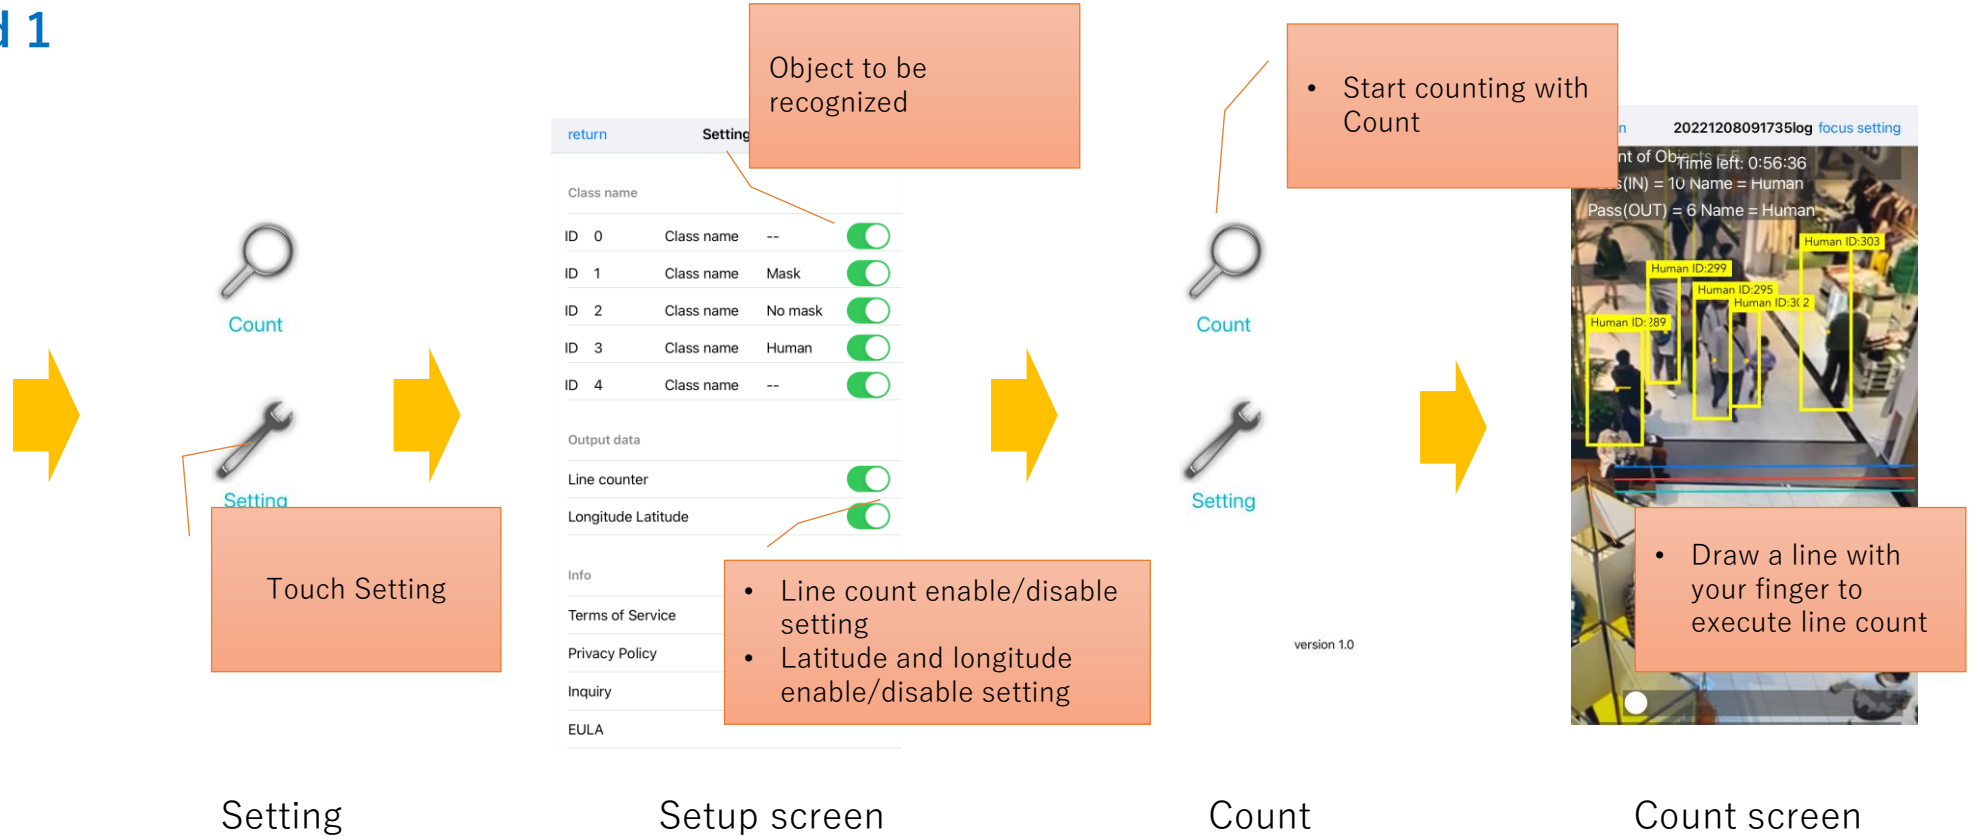 1
Count
Setting
Touch Setting
Setting
Object to be
recognized
return
Setting
Class name
ID 0 Class name --
ID 1 Class name Mask
ID 2 Class name No mask
ID 3 Class name Human
ID 4 Class name --
Output data
Line counter
Longitude Latitude
Info
Terms of Service
Privacy Policy
Inquiry
EULA
• Line count enable/disable
setting
• Latitude and longitude
enable/disable setting
Setup screen
• Start counting with
Count
Count
Setting
version 1.0
Count
20221208091735log focus setting
of Objects
Time left: 0:56:36
(IN) = 10 Name = Human
Pass(OUT) = 6 Name = Human
Human ID:303
Human ID:299
Human ID:295
Human ID:302
Human ID:289
• Draw a line with
your finger to
execute line count
Count screen